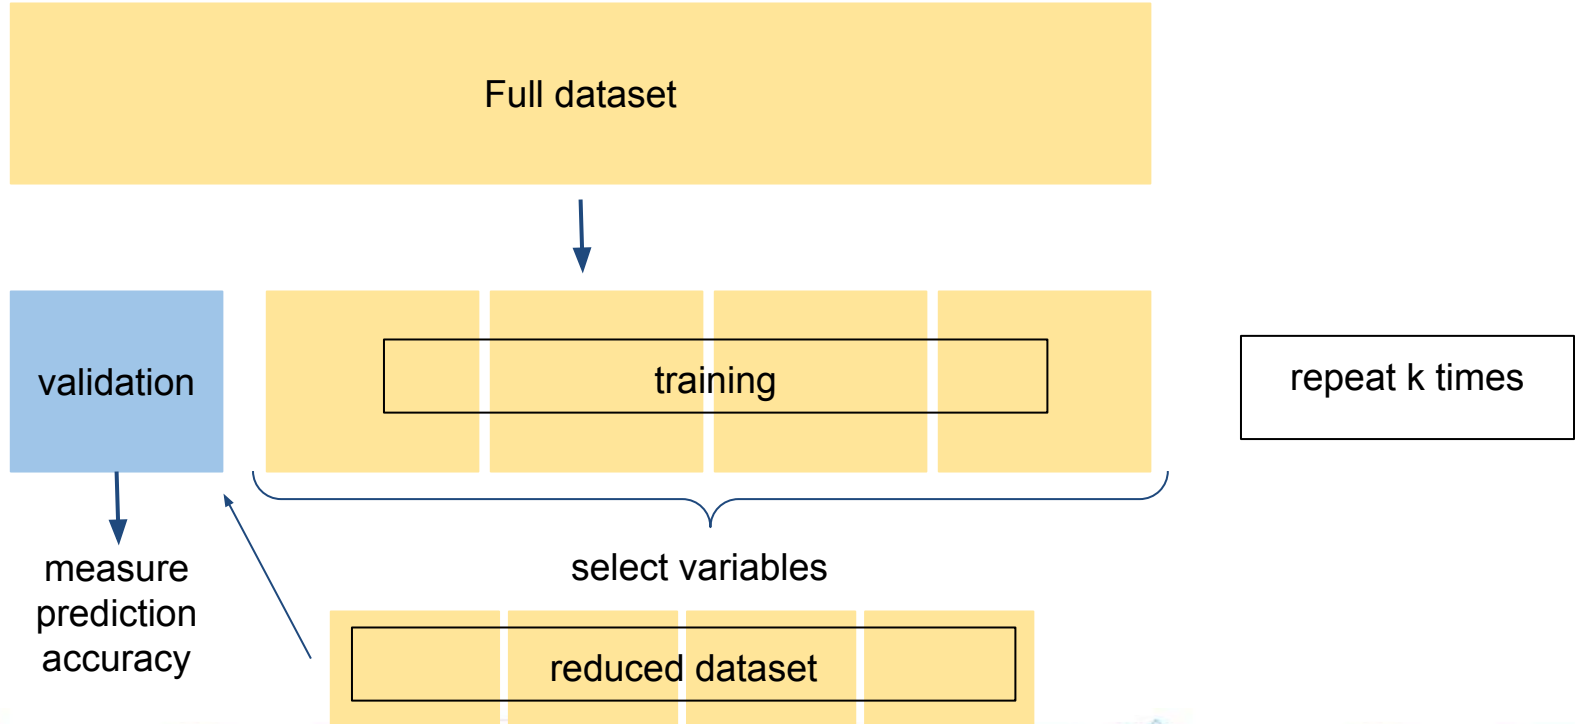 Full dataset
validation
training
repeat k times
select variables
measure
prediction
accuracy
reduced dataset